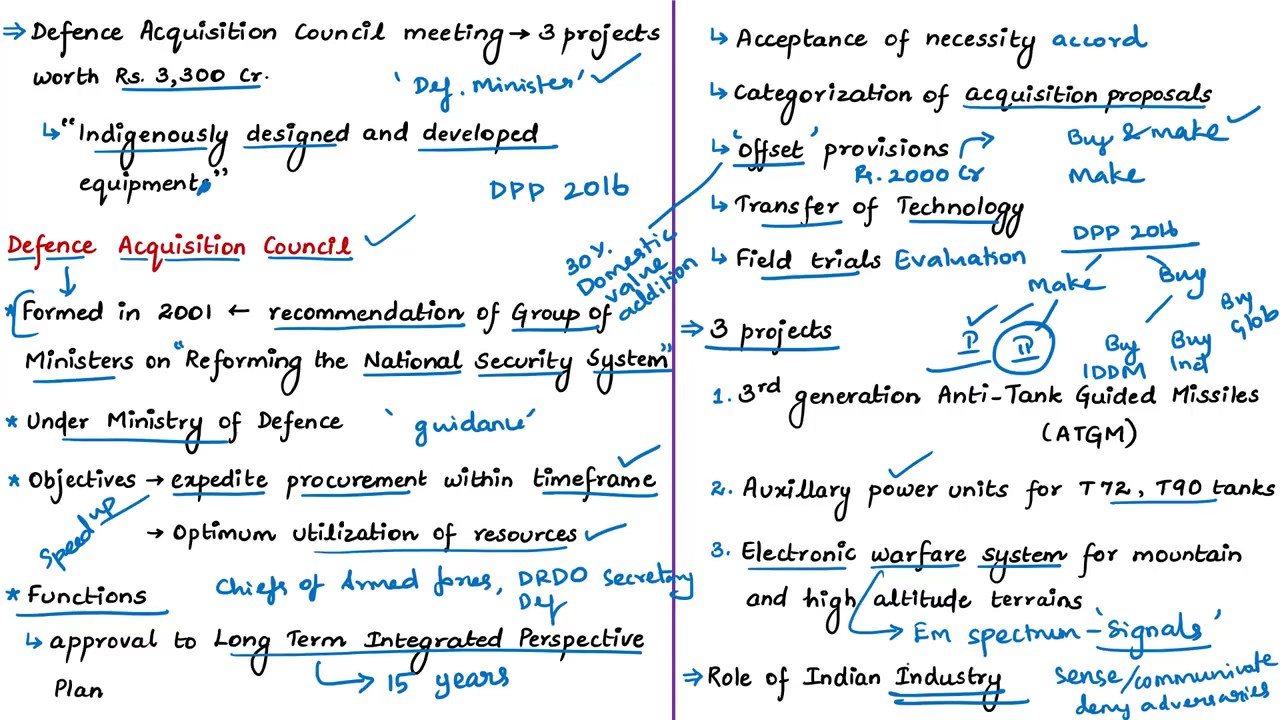 ⇒ Defence Acquisition Council meeting → 3 projects
worth Rs. 3,300 Cr.
'Def. Minister' ✓
↳ "Indigenously designed and developed
equipments"
DPP 2016
Defence Acquisition Council ✓
* Formed in 2001 ← recommendation of Group of
Ministers on "Reforming the National Security System"
* Under Ministry of Defence 'guidance'
* Objectives → expedite procurement within timeframe ✓
Speed up
→ Optimum utilization of resources ✓
* Functions
Chiefs of Armed forces, DRDO secretary
Def
↳ approval to Long Term Integrated Perspective
Plan
→ 15 years
↳ Acceptance of necessity accord
↳ Categorization of acquisition proposals
Buy & make ✓
Make
↳ 'offset' provisions
Rs. 2000 Cr
30%
Domestic
value
addition
↳ Transfer of Technology
↳ Field trials Evaluation
DPP 2016
Make
Buy
I
II
Buy
IDDM
Buy
Ind
Buy
Glob
⇒ 3 projects
1. 3rd generation Anti-Tank Guided Missiles
(ATGM)
2. Auxillary power units for T72, T90 tanks
3. Electronic warfare system for mountain
and high altitude terrains
→ Em spectrum - 'Signals'
sense/communivate
deny adversaries
⇒ Role of Indian Industry